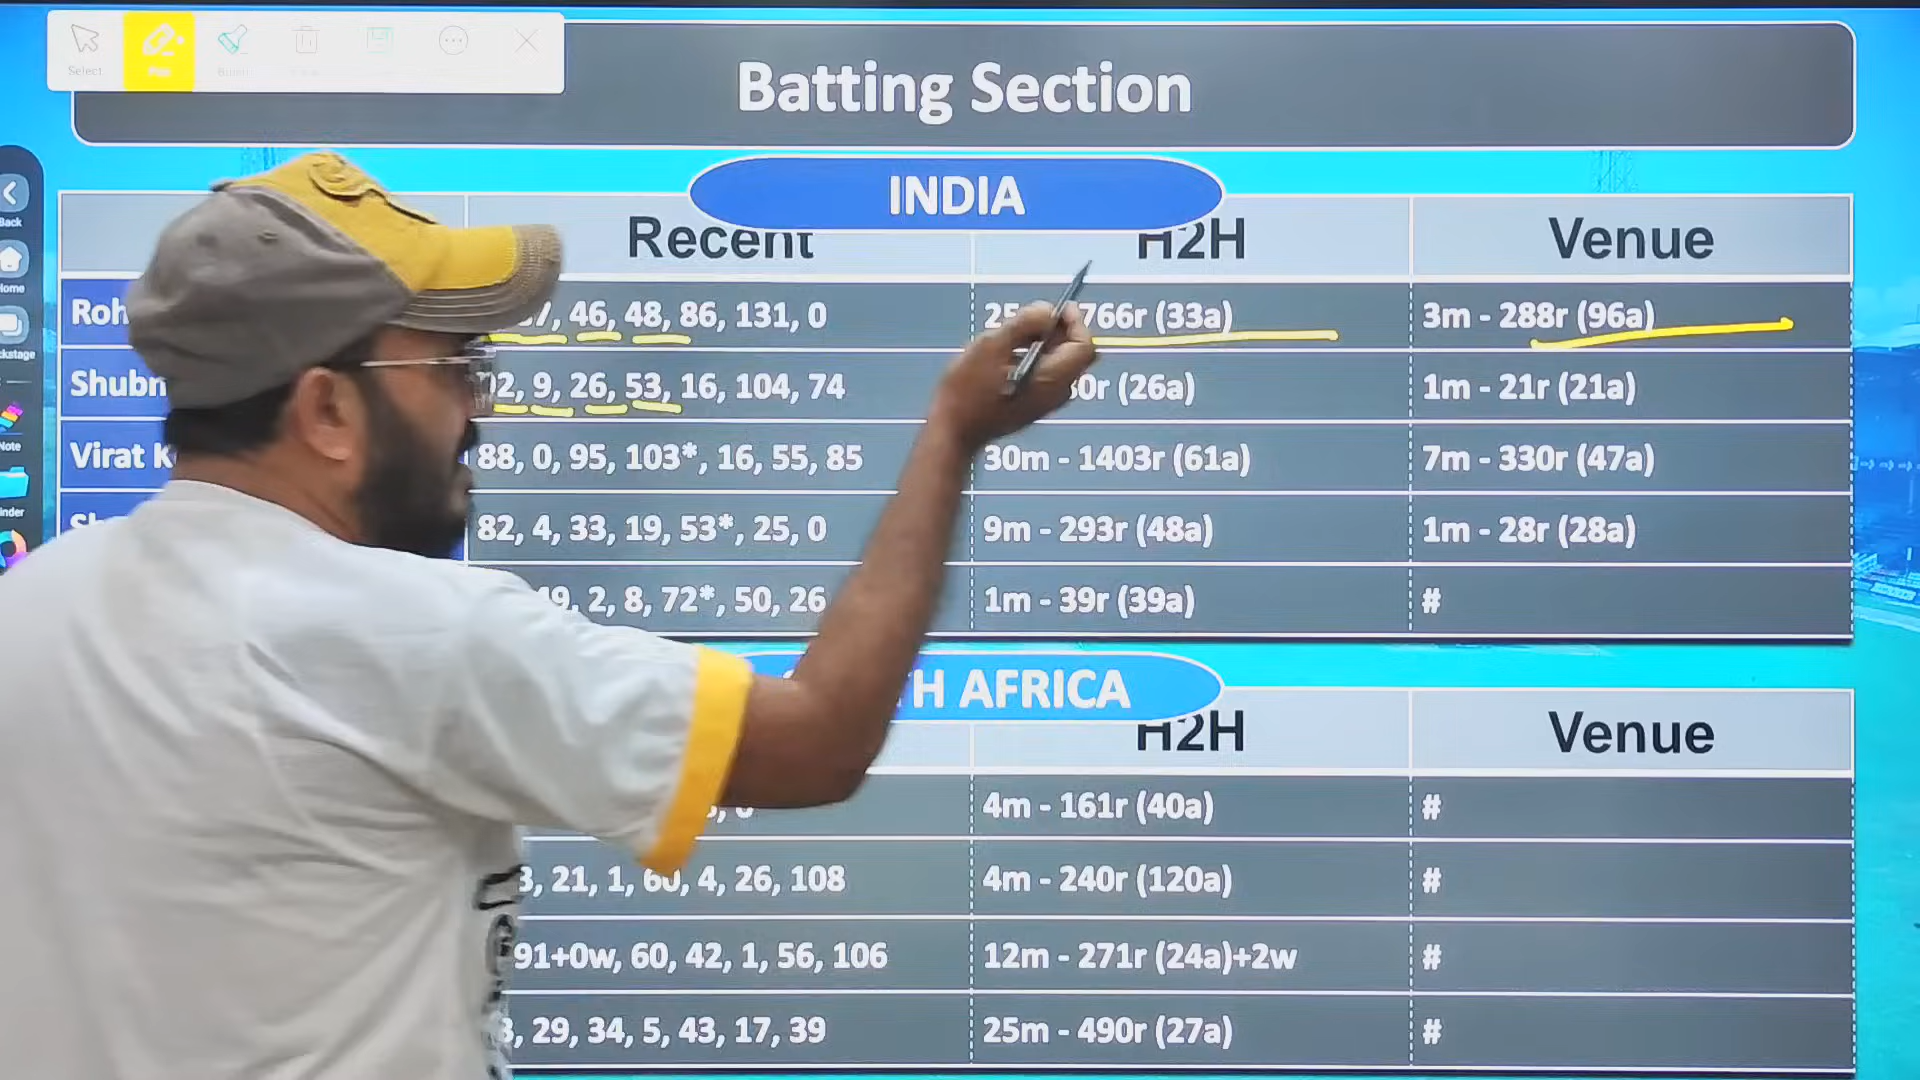 Select
Batting Section
INDIA
Recent H2H Venue
46, 48, 86, 131, 0 766r (33a) 3m - 288r (96a)
9, 26, 53, 16, 104, 74 (26a) 1m - 21r (21a)
Virat 88, 0, 95, 103*, 16, 55, 85 30m - 1403r (61a) 7m - 330r (47a)
82, 4, 33, 19, 53*, 25, 0 9m - 293r (48a) 1m - 28r (28a)
2, 8, 72*, 50, 26 1m - 39r (39a) #
AFRICA
H2H Venue
4m - 161r (40a) #
21, 1, 60, 4, 26, 108 4m - 240r (120a) #
91+0w, 60, 42, 1, 56, 106 12m - 271r (24a)+2w #
29, 34, 5, 43, 17, 39 25m - 490r (27a) #
Back
Note